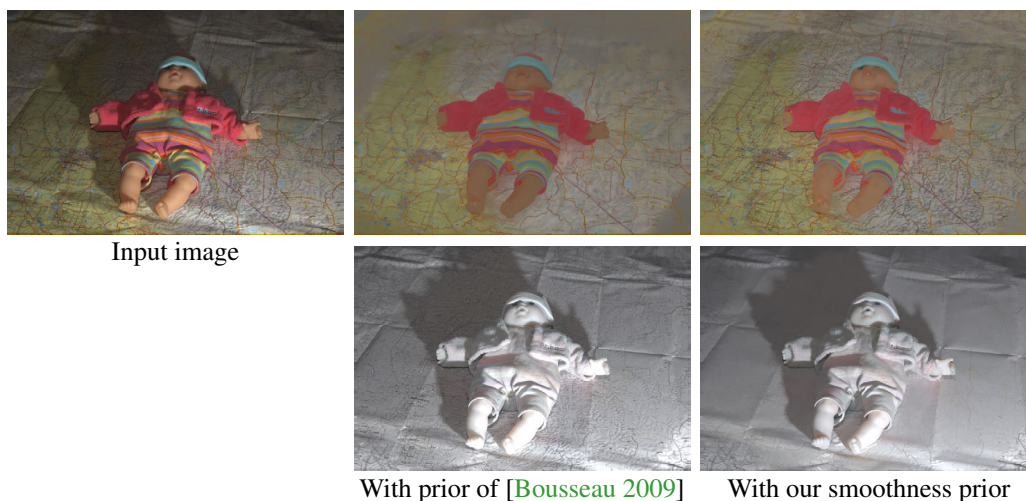 Input image
With prior of [Bousseau 2009]
With our smoothness prior